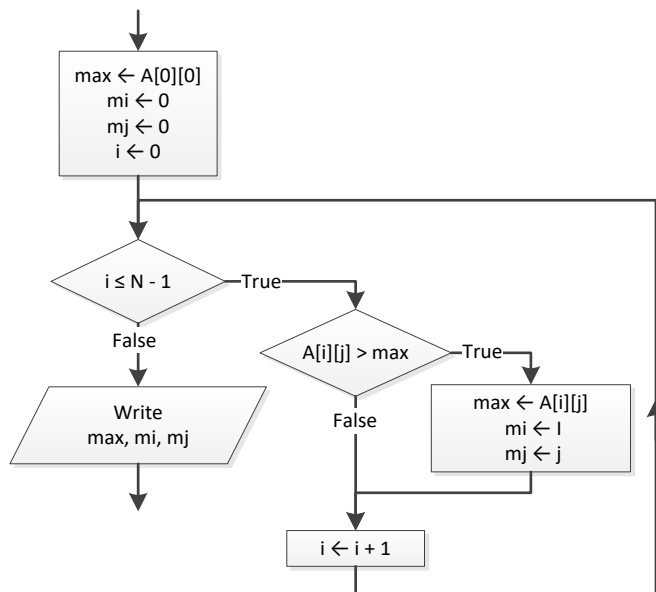 max ← A[0][0]
mi ← 0
mj ← 0
i ← 0
i ≤ N - 1
True
False
A[i][j] > max
True
False
Write
max, mi, mj
max ← A[i][j]
mi ← I
mj ← j
i ← i + 1